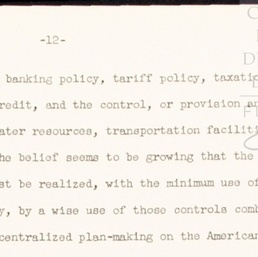 -12-
banking policy, tariff policy, taxati
redit, and the control, or provision a
ater resources, transportation faciliti
he belief seems to be growing that the
st be realized, with the minimum use of
y, by a wise use of those controls comb
centralized plan-making on the American